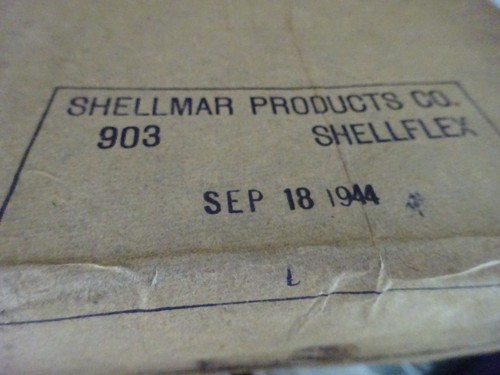 SHELLMAR PRODUCTS CO.
903 SHELLFLEX
SEP 18 1944
L